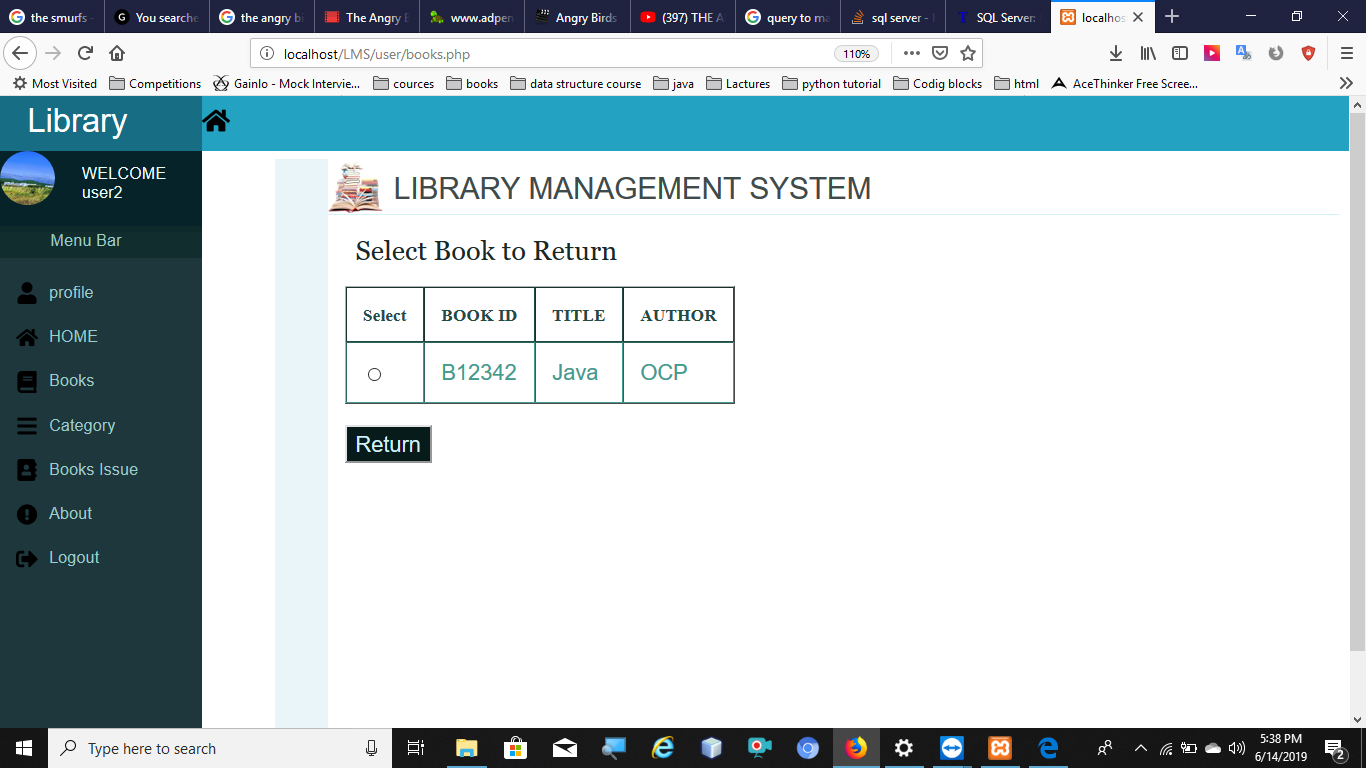 the smurfs -
You searche
the angry bi
The Angry B
www.adpen
Angry Birds
(397) THE A
query to ma
sql server -
SQL Server:
localhos
localhost/LMS/user/books.php
110%
Most Visited
Competitions
Gainlo - Mock Intervie...
cources
books
data structure course
java
Lactures
python tutorial
Codig blocks
html
AceThinker Free Scree...
Library
WELCOME
user2
Menu Bar
profile
HOME
Books
Category
Books Issue
About
Logout
LIBRARY MANAGEMENT SYSTEM
Select Book to Return
Select BOOK ID TITLE AUTHOR
B12342 Java OCP
Return
Type here to search
5:38 PM
6/14/2019
2